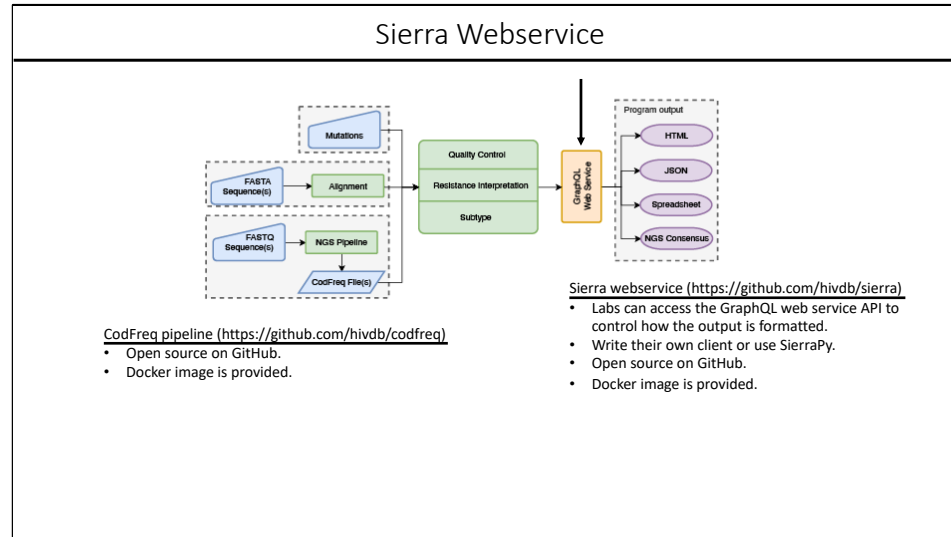 Sierra Webservice
Mutations
FASTA
Sequence(s)
Alignment
FASTQ
Sequence(s)
NGS Pipeline
CodFreq File(s)
Quality Control
Resistance Interpretation
Subtype
GraphQL
Web Service
Program output
HTML
JSON
Spreadsheet
NGS Consensus
CodFreq pipeline (https://github.com/hivdb/codfreq)
• Open source on GitHub.
• Docker image is provided.
Sierra webservice (https://github.com/hivdb/sierra)
• Labs can access the GraphQL web service API to
control how the output is formatted.
• Write their own client or use SierraPy.
• Open source on GitHub.
• Docker image is provided.